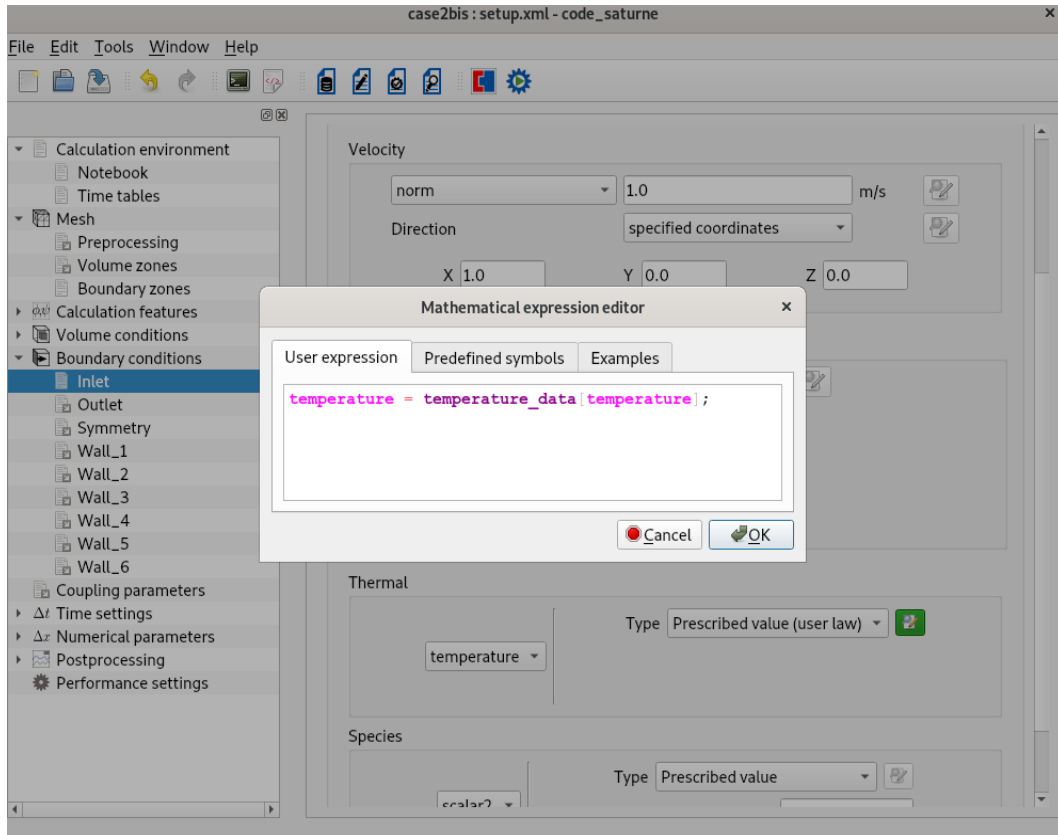 case2bis : setup.xml - code_saturne
File Edit Tools Window Help
Calculation environment
Notebook
Time tables
Mesh
Preprocessing
Volume zones
Boundary zones
Calculation features
Volume conditions
Boundary conditions
Inlet
Outlet
Symmetry
Wall_1
Wall_2
Wall_3
Wall_4
Wall_5
Wall_6
Coupling parameters
Δt Time settings
Δx Numerical parameters
Postprocessing
Performance settings
Velocity
norm 1.0 m/s
Direction specified coordinates
X 1.0 Y 0.0 Z 0.0
Mathematical expression editor
User expression Predefined symbols Examples
temperature = temperature_data[temperature];
Cancel OK
Thermal
Type Prescribed value (user law)
temperature
Species
Type Prescribed value
scalar2